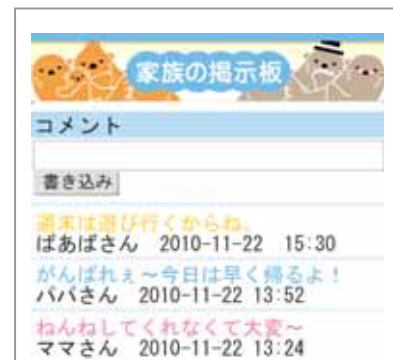 家族の掲示板
コメント
書き込み
週末は遊び行くからね。
ばあばさん 2010-11-22 15:30
がんばれぇ～今日は早く帰るよ！
パパさん 2010-11-22 13:52
ねんねしてくれなくて大変～
ママさん 2010-11-22 13:24